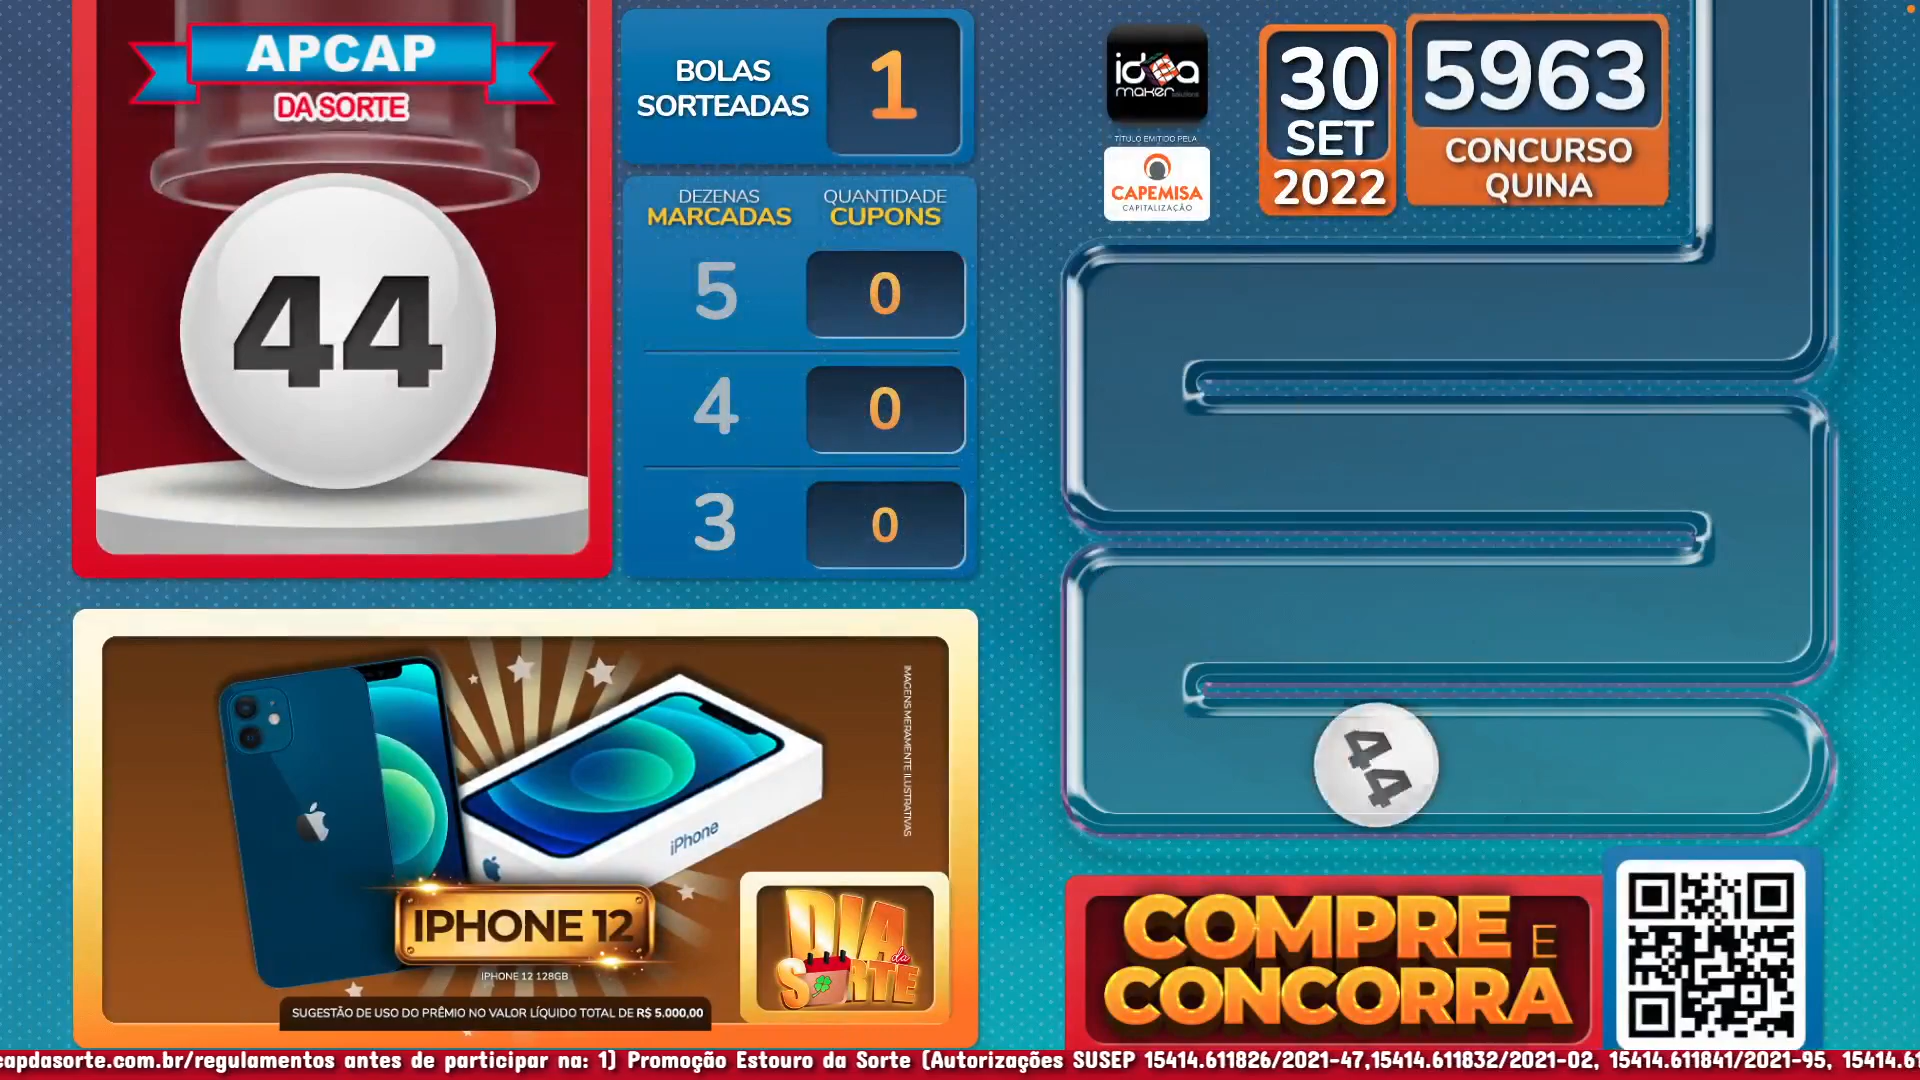 APCAP
DA SORTE
44
BOLAS
SORTEADAS
1
DEZENAS
MARCADAS
QUANTIDADE
CUPONS
5
0
4
0
3
0
idea
maker
TÍTULO EMITIDO PELA
CAPEMISA
CAPITALIZAÇÃO
30
SET
2022
5963
CONCURSO
QUINA
44
IMAGENS MERAMENTE ILUSTRATIVAS
iPhone
IPHONE 12
IPHONE 12 128GB
SUGESTÃO DE USO DO PRÊMIO NO VALOR LÍQUIDO TOTAL DE R$ 5.000,00
DIA
da
SORTE
COMPRE E
CONCORRA
capdasorte.com.br/regulamentos antes de participar na: 1) Promoção Estouro da Sorte (Autorizações SUSEP 15414.611826/2021-47,15414.611832/2021-02, 15414.611841/2021-95, 15414.61